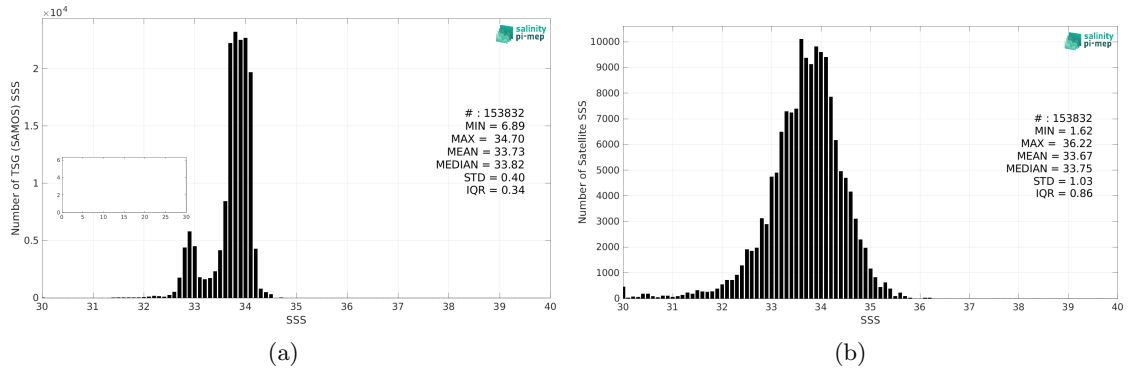 ×10⁴
salinity
pi-mep
Number of TSG (SAMOS) SSS
2
1.5
1
0.5
0
# : 153832
MIN = 6.89
MAX = 34.70
MEAN = 33.73
MEDIAN = 33.82
STD = 0.40
IQR = 0.34
6
4
2
0
0 5 10 15 20 25 30
30 31 32 33 34 35 36 37 38 39 40
SSS
(a)
salinity
pi-mep
Number of Satellite SSS
10000
9000
8000
7000
6000
5000
4000
3000
2000
1000
0
# : 153832
MIN = 1.62
MAX = 36.22
MEAN = 33.67
MEDIAN = 33.75
STD = 1.03
IQR = 0.86
30 31 32 33 34 35 36 37 38 39 40
SSS
(b)